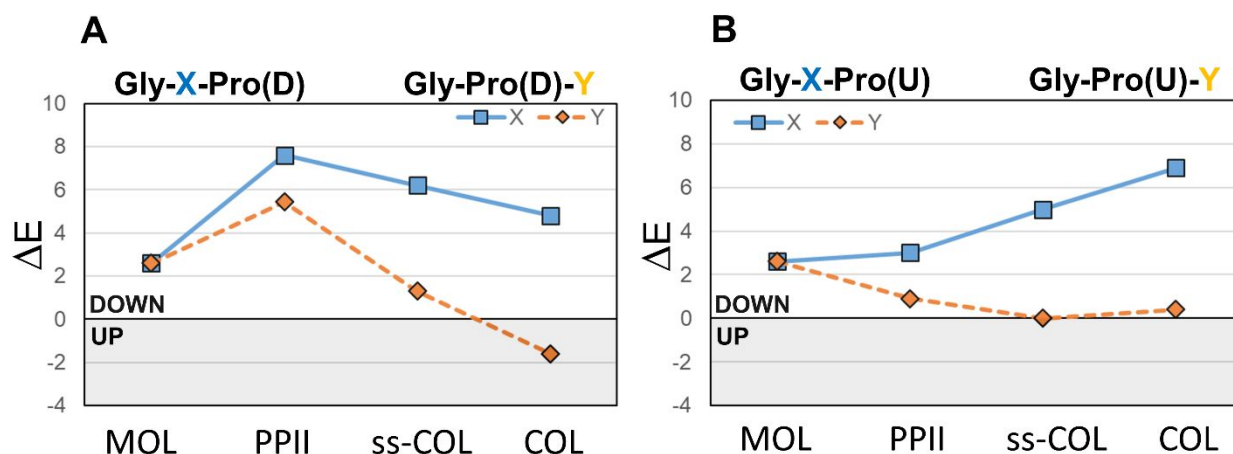 A
Gly-X-Pro(D) Gly-Pro(D)-Y
X Y
10
8
6
4
2
0
-2
-4
ΔE
DOWN
UP
MOL PPII ss-COL COL
B
Gly-X-Pro(U) Gly-Pro(U)-Y
X Y
10
8
6
4
2
0
-2
-4
ΔE
DOWN
UP
MOL PPII ss-COL COL